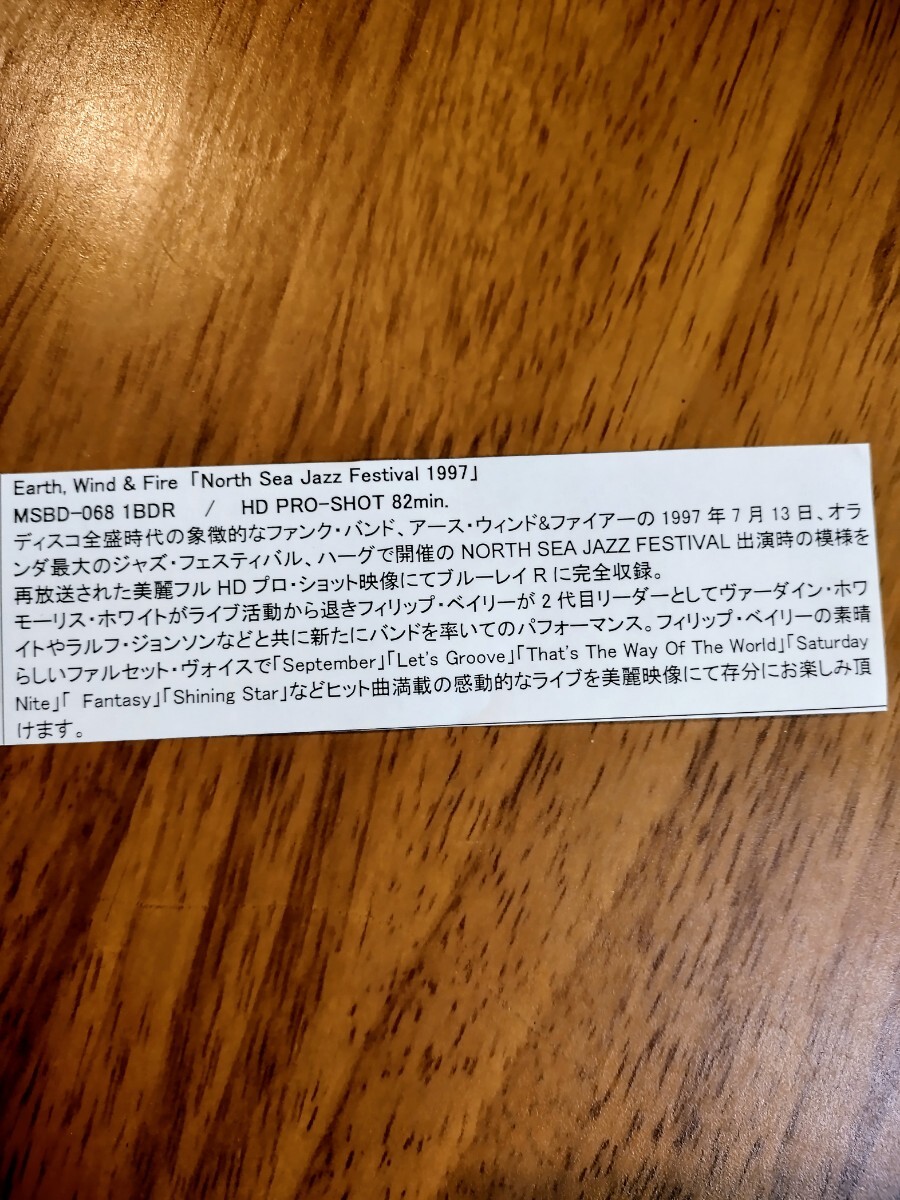 Earth, Wind & Fire 「North Sea Jazz Festival 1997」
MSBD-068 1BDR / HD PRO-SHOT 82min.
ディスコ全盛時代の象徴的なファンク・バンド、アース・ウィンド&ファイアーの 1997 年 7 月 13 日、オラ
ンダ最大のジャズ・フェスティバル、ハーグで開催の NORTH SEA JAZZ FESTIVAL 出演時の模様を
再放送された美麗フル HD プロ・ショット映像にてブルーレイ R に完全収録。
モーリス・ホワイトがライブ活動から退きフィリップ・ベイリーが 2 代目リーダーとしてヴァーダイン・ホワ
イトやラルフ・ジョンソンなどと共に新たにバンドを率いてのパフォーマンス。フィリップ・ベイリーの素晴
らしいファルセット・ヴォイスで「September」「Let's Groove」「That's The Way Of The World」「Saturday
Nite」「 Fantasy」「Shining Star」などヒット曲満載の感動的なライブを美麗映像にて存分にお楽しみ頂
けます。